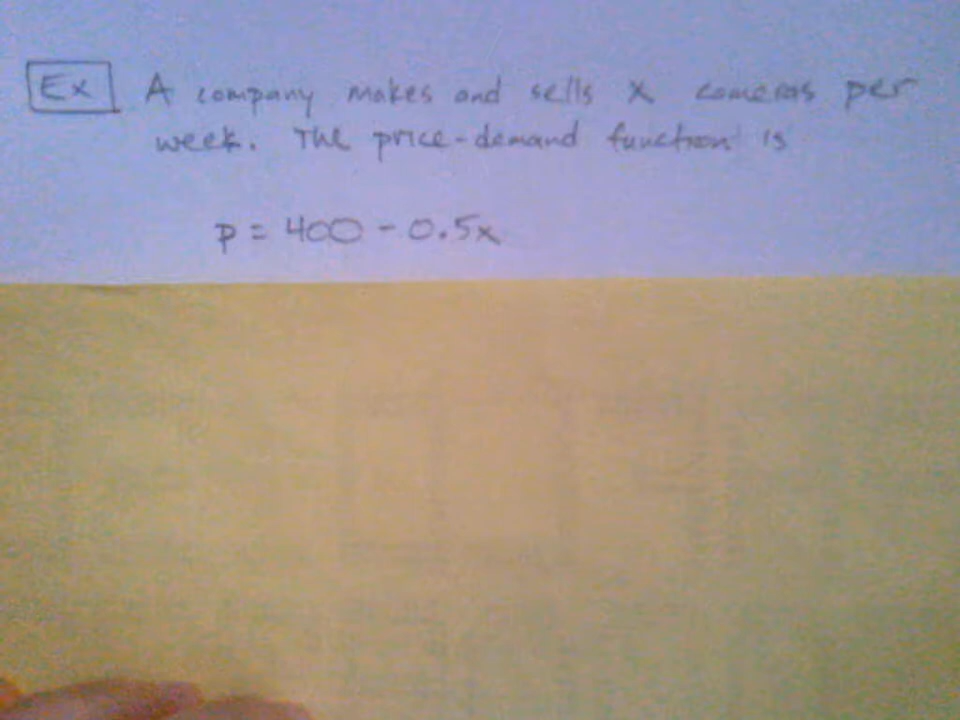 Ex A company makes and sells x cameras per
week. The price-demand function is
p = 400 - 0.5x